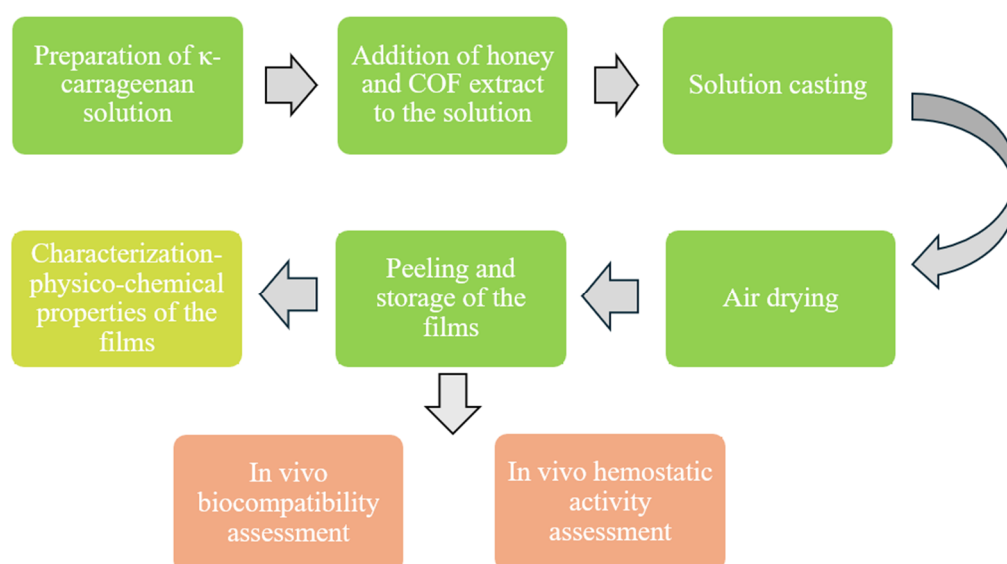 Preparation of κ-
carrageenan
solution
Addition of honey
and COF extract
to the solution
Solution casting
Air drying
Peeling and
storage of the
films
Characterization-
physico-chemical
properties of the
films
In vivo
biocompatibility
assessment
In vivo hemostatic
activity
assessment